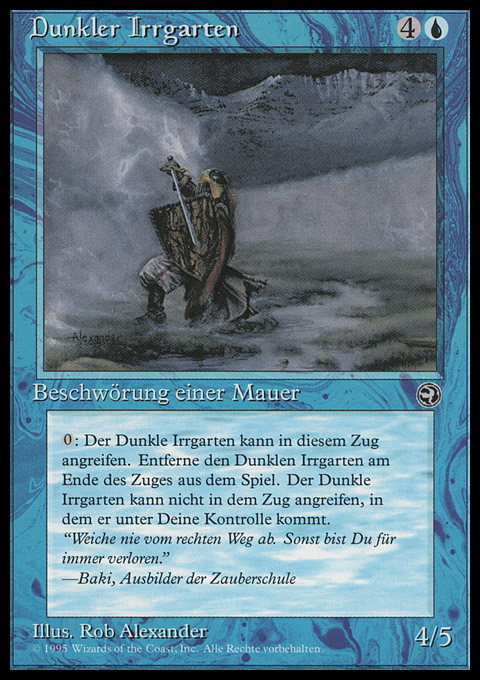 Dunkler Irrgarten 4
Alexander
Beschwörung einer Mauer
0: Der Dunkle Irrgarten kann in diesem Zug
angreifen. Entferne den Dunklen Irrgarten am
Ende des Zuges aus dem Spiel. Der Dunkle
Irrgarten kann nicht in dem Zug angreifen, in
dem er unter Deine Kontrolle kommt.
“Weiche nie vom rechten Weg ab. Sonst bist Du für
immer verloren.”
—Baki, Ausbilder der Zauberschule
Illus. Rob Alexander
4/5
© 1995 Wizards of the Coast, Inc. Alle Rechte vorbehalten.